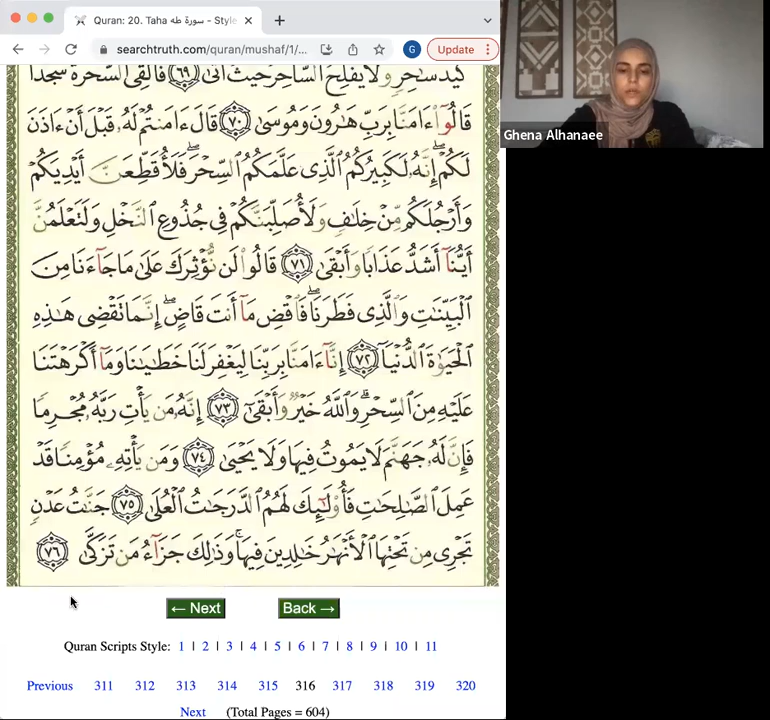 Quran: 20. Taha سورة طه - Style
searchtruth.com/quran/mushaf/1/...
G
Update
Ghena Alhanaee
كَيْدُ سَٰحِرٍ وَلَا يُفْلِحُ ٱلسَّاحِرُ حَيْثُ أَتَىٰ ﴿٦٩﴾ فَأُلْقِىَ ٱلسَّحَرَةُ سُجَّدًا
قَالُوٓا۟ ءَامَنَّا بِرَبِّ هَٰرُونَ وَمُوسَىٰ ﴿٧٠﴾ قَالَ ءَامَنتُمْ لَهُۥ قَبْلَ أَنْ ءَاذَنَ
لَكُمْ ۖ إِنَّهُۥ لَكَبِيرُكُمُ ٱلَّذِى عَلَّمَكُمُ ٱلسِّحْرَ ۖ فَلَأُقَطِّعَنَّ أَيْدِيَكُمْ
وَأَرْجُلَكُم مِّنْ خِلَٰفٍ وَلَأُصَلِّبَنَّكُمْ فِى جُذُوعِ ٱلنَّخْلِ وَلَتَعْلَمُنَّ
أَيُّنَآ أَشَدُّ عَذَابًا وَأَبْقَىٰ ﴿٧١﴾ قَالُوا۟ لَن نُّؤْثِرَكَ عَلَىٰ مَا جَآءَنَا مِنَ
ٱلْبَيِّنَٰتِ وَٱلَّذِى فَطَرَنَا ۖ فَٱقْضِ مَآ أَنتَ قَاضٍ ۖ إِنَّمَا تَقْضِى هَٰذِهِ
ٱلْحَيَوٰةَ ٱلدُّنْيَآ ﴿٧٢﴾ إِنَّآ ءَامَنَّا بِرَبِّنَا لِيَغْفِرَ لَنَا خَطَٰيَٰنَا وَمَآ أَكْرَهْتَنَا
عَلَيْهِ مِنَ ٱلسِّحْرِ ۗ وَٱللَّهُ خَيْرٌ وَأَبْقَىٰٓ ﴿٧٣﴾ إِنَّهُۥ مَن يَأْتِ رَبَّهُۥ مُجْرِمًا
فَإِنَّ لَهُۥ جَهَنَّمَ لَا يَمُوتُ فِيهَا وَلَا يَحْيَىٰ ﴿٧٤﴾ وَمَن يَأْتِهِۦ مُؤْمِنًا قَدْ
عَمِلَ ٱلصَّٰلِحَٰتِ فَأُو۟لَٰٓئِكَ لَهُمُ ٱلدَّرَجَٰتُ ٱلْعُلَىٰ ﴿٧٥﴾ جَنَّٰتُ عَدْنٍ
تَجْرِى مِن تَحْتِهَا ٱلْأَنْهَٰرُ خَٰلِدِينَ فِيهَا ۚ وَذَٰلِكَ جَزَآءُ مَن تَزَكَّىٰ ﴿٧٦﴾
← Next Back →
Quran Scripts Style: 1 | 2 | 3 | 4 | 5 | 6 | 7 | 8 | 9 | 10 | 11
Previous 311 312 313 314 315 316 317 318 319 320
Next (Total Pages = 604)